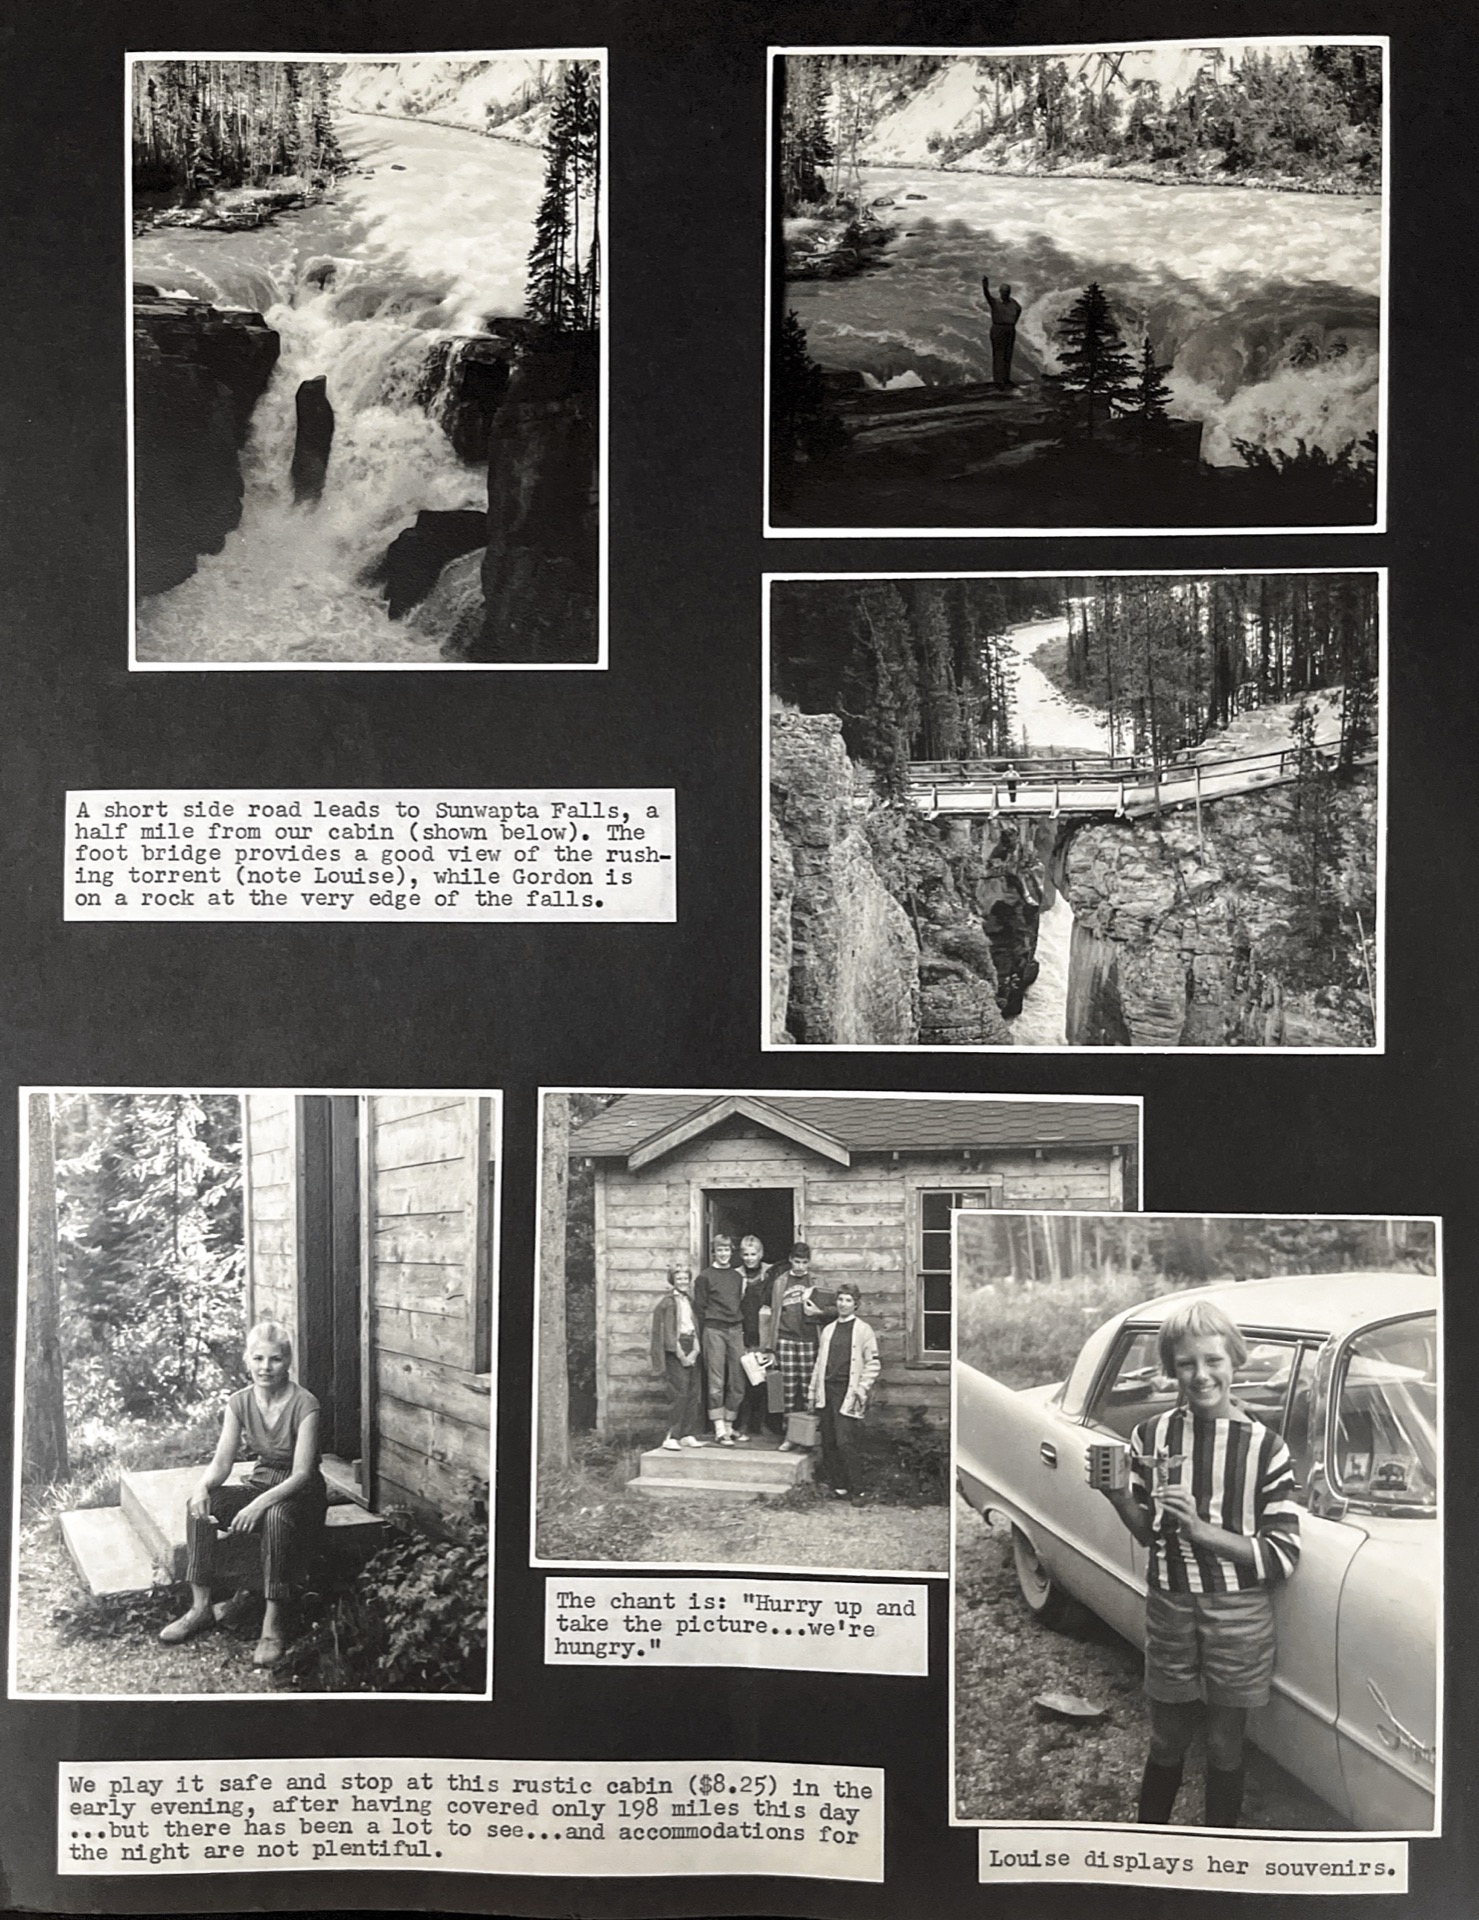 A short side road leads to Sunwapta Falls, a
half mile from our cabin (shown below). The
foot bridge provides a good view of the rush-
ing torrent (note Louise), while Gordon is
on a rock at the very edge of the falls.
The chant is: "Hurry up and
take the picture...we're
hungry."
We play it safe and stop at this rustic cabin ($8.25) in the
early evening, after having covered only 198 miles this day
...but there has been a lot to see...and accommodations for
the night are not plentiful.
Louise displays her souvenirs.